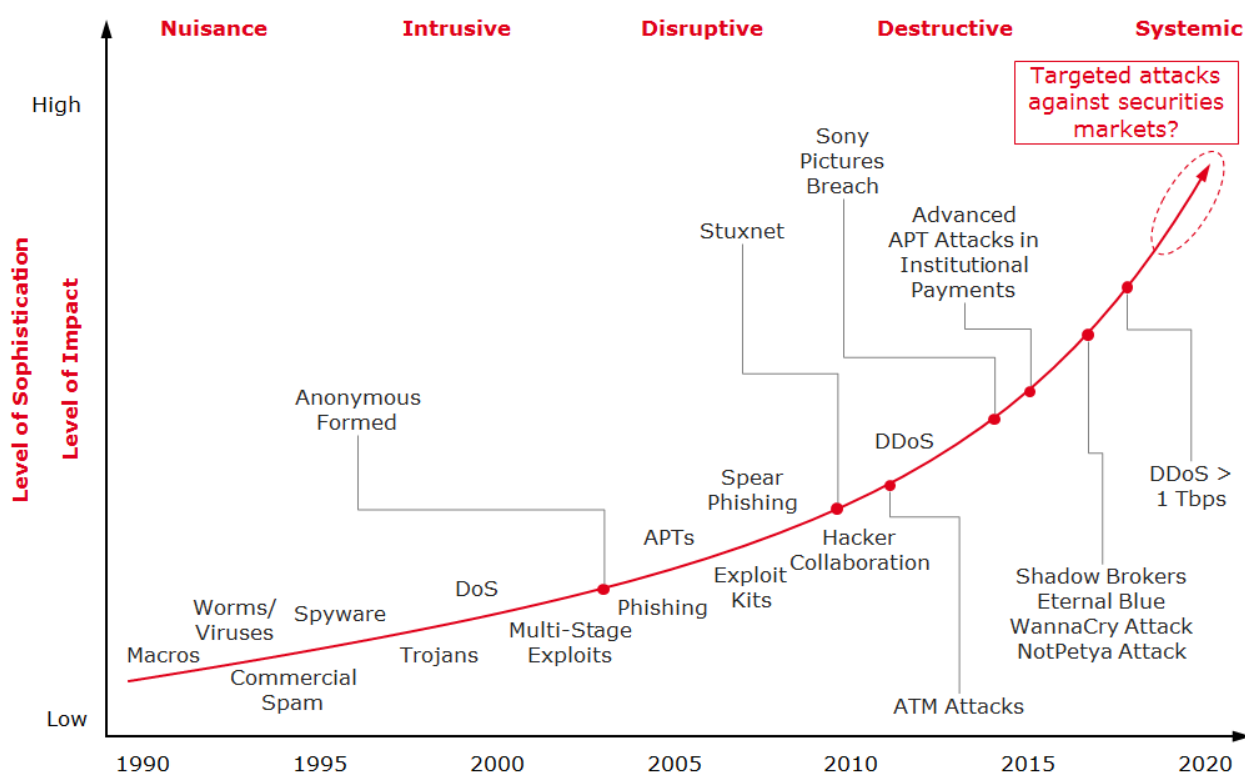 Nuisance
Intrusive
Disruptive
Destructive
Systemic
Targeted attacks
against securities
markets?
High
Level of Sophistication
Level of Impact
Low
Macros
Worms/
Viruses
Commercial
Spam
Spyware
Trojans
DoS
Multi-Stage
Exploits
Anonymous
Formed
Phishing
APTs
Exploit
Kits
Spear
Phishing
Stuxnet
Hacker
Collaboration
DDoS
ATM Attacks
Sony
Pictures
Breach
Advanced
APT Attacks in
Institutional
Payments
Shadow Brokers
Eternal Blue
WannaCry Attack
NotPetya Attack
DDoS >
1 Tbps
1990
1995
2000
2005
2010
2015
2020